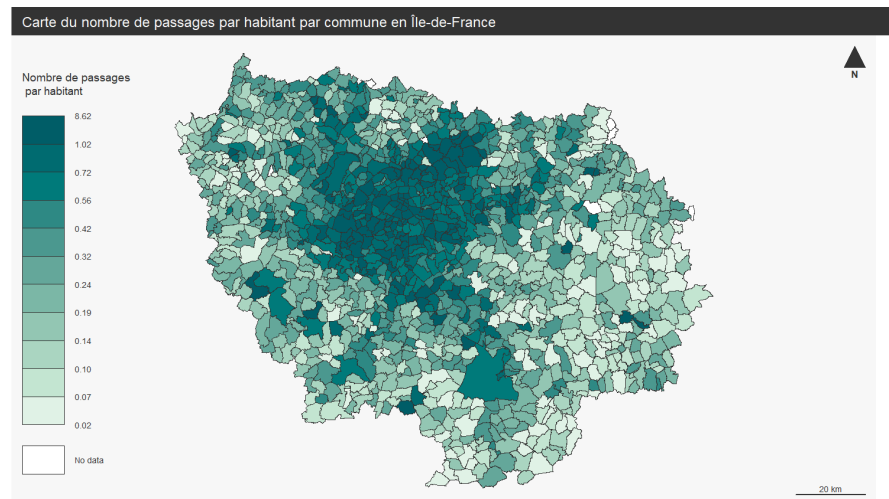 Carte du nombre de passages par habitant par commune en Île-de-France
N
Nombre de passages
par habitant
8.62
1.02
0.72
0.56
0.42
0.32
0.24
0.19
0.14
0.10
0.07
0.02
No data
20 km